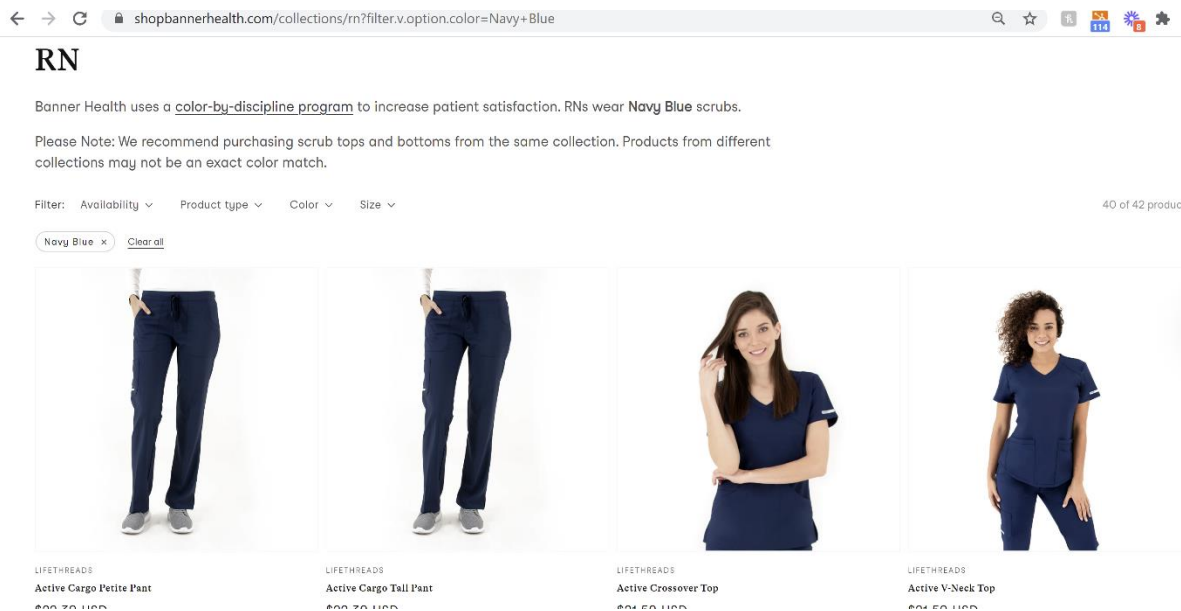 shopbannerhealth.com/collections/rn?filter.v.option.color=Navy+Blue
114
8
RN
Banner Health uses a color-by-discipline program to increase patient satisfaction. RNs wear Navy Blue scrubs.
Please Note: We recommend purchasing scrub tops and bottoms from the same collection. Products from different
collections may not be an exact color match.
Filter: Availability Product type Color Size 40 of 42 produc
Navy Blue × Clear all
LIFETHREADS LIFETHREADS LIFETHREADS LIFETHREADS
Active Cargo Petite Pant Active Cargo Tall Pant Active Crossover Top Active V-Neck Top